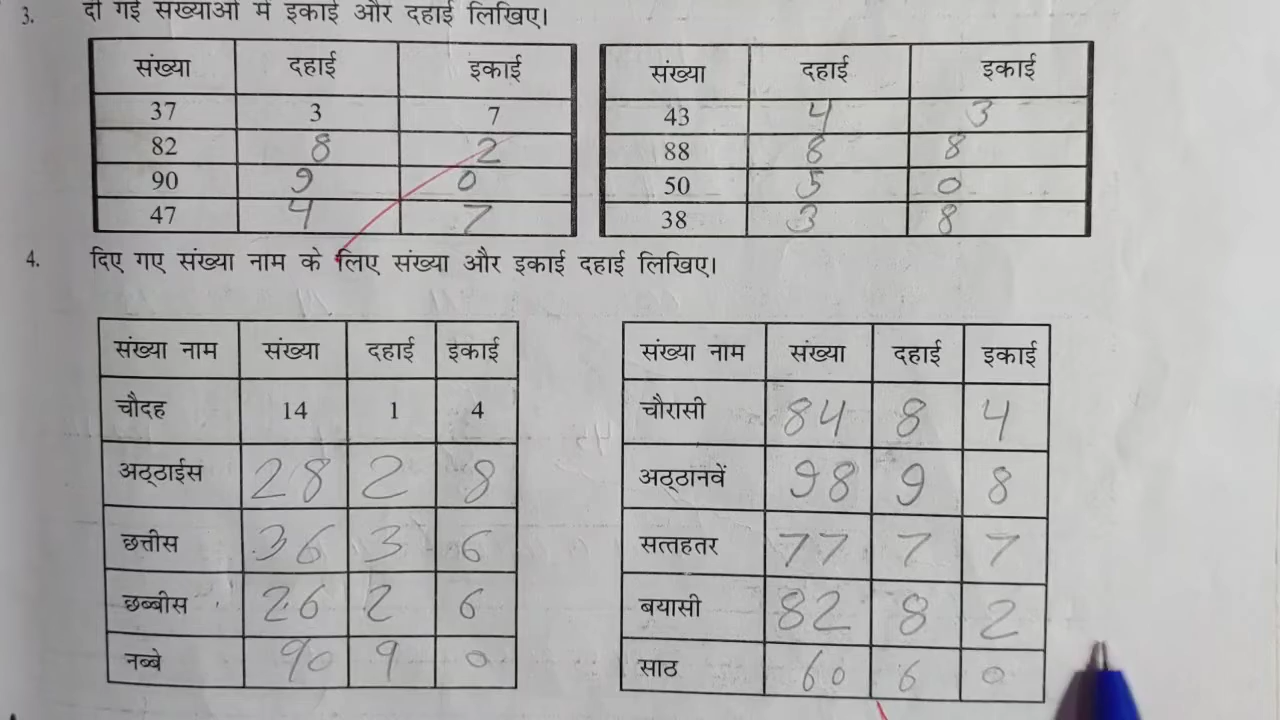 3. दी गई संख्याओं में इकाई और दहाई लिखिए।
संख्या दहाई इकाई
37 3 7
82 8 2
90 9 0
47 4 7
संख्या दहाई इकाई
43 4 3
88 8 8
50 5 0
38 3 8
4. दिए गए संख्या नाम के लिए संख्या और इकाई दहाई लिखिए।
संख्या नाम संख्या दहाई इकाई
चौदह 14 1 4
अठ्ठाईस 28 2 8
छत्तीस 36 3 6
छब्बीस 26 2 6
नब्बे 90 9 0
संख्या नाम संख्या दहाई इकाई
चौरासी 84 8 4
अठ्ठानवें 98 9 8
सत्तहतर 77 7 7
बयासी 82 8 2
साठ 60 6 0